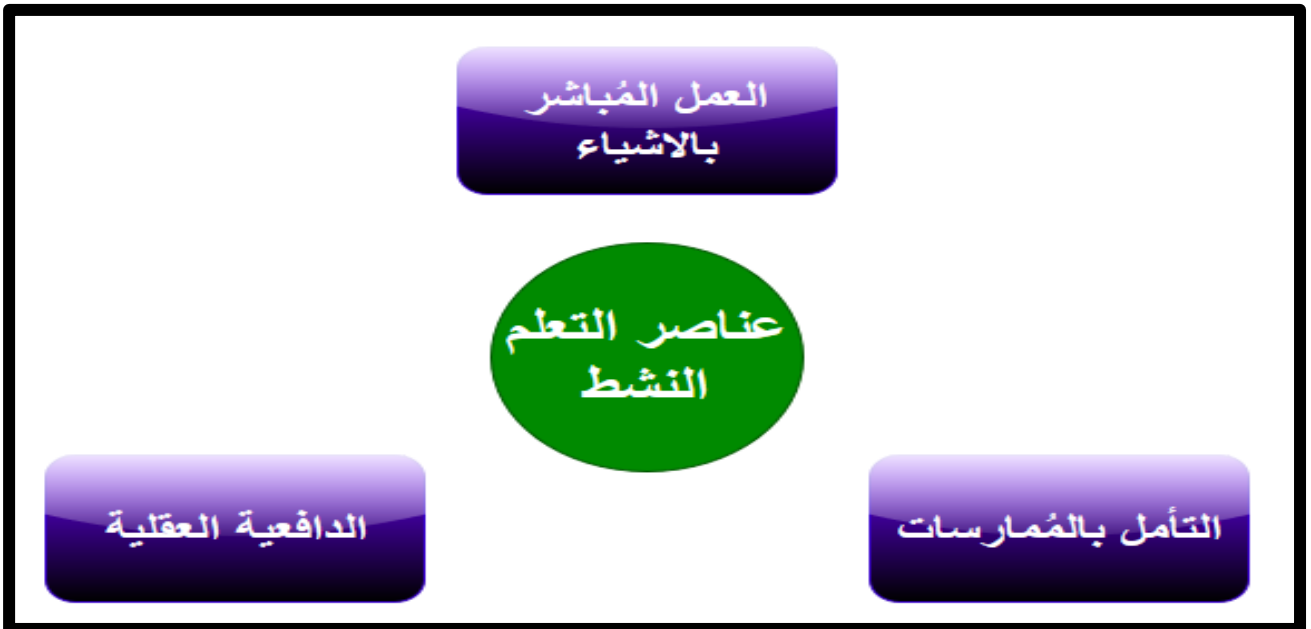 العمل المُباشر
بالاشياء
عناصر التعلم
النشط
التأمل بالمُمارسات
الدافعية العقلية